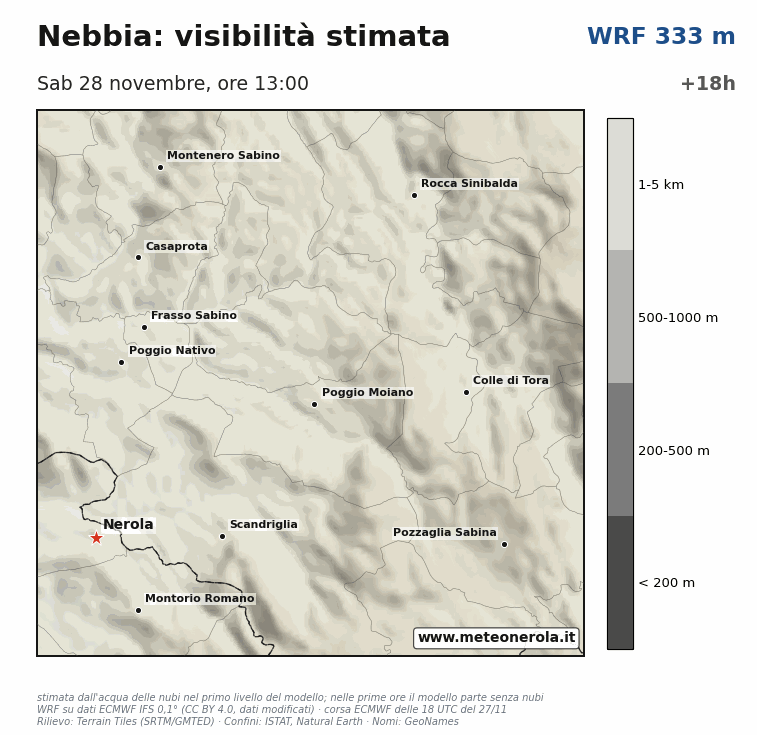 Nebbia: visibilità stimata
WRF 333 m
Sab 28 novembre, ore 13:00
+18h
Montenero Sabino
Rocca Sinibalda
1-5 km
Casaprota
Frasso Sabino
500-1000 m
Poggio Nativo
Colle di Tora
Poggio Moiano
200-500 m
Nerola
Scandriglia
Pozzaglia Sabina
< 200 m
Montorio Romano
www.meteonerola.it
stimata dall'acqua delle nubi nel primo livello del modello; nelle prime ore il modello parte senza nubi
WRF su dati ECMWF IFS 0,1° (CC BY 4.0, dati modificati) · corsa ECMWF delle 18 UTC del 27/11
Rilievo: Terrain Tiles (SRTM/GMTED) · Confini: ISTAT, Natural Earth · Nomi: GeoNames